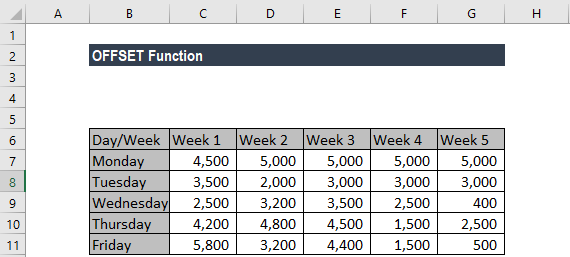 A B C D E F G H
1
2 OFFSET Function
3
4
5
6 Day/Week Week 1 Week 2 Week 3 Week 4 Week 5
7 Monday 4,500 5,000 5,000 5,000 5,000
8 Tuesday 3,500 2,000 3,000 3,000 3,000
9 Wednesday 2,500 3,200 3,500 2,500 400
10 Thursday 4,200 4,800 4,500 1,500 2,500
11 Friday 5,800 3,200 4,400 1,500 500